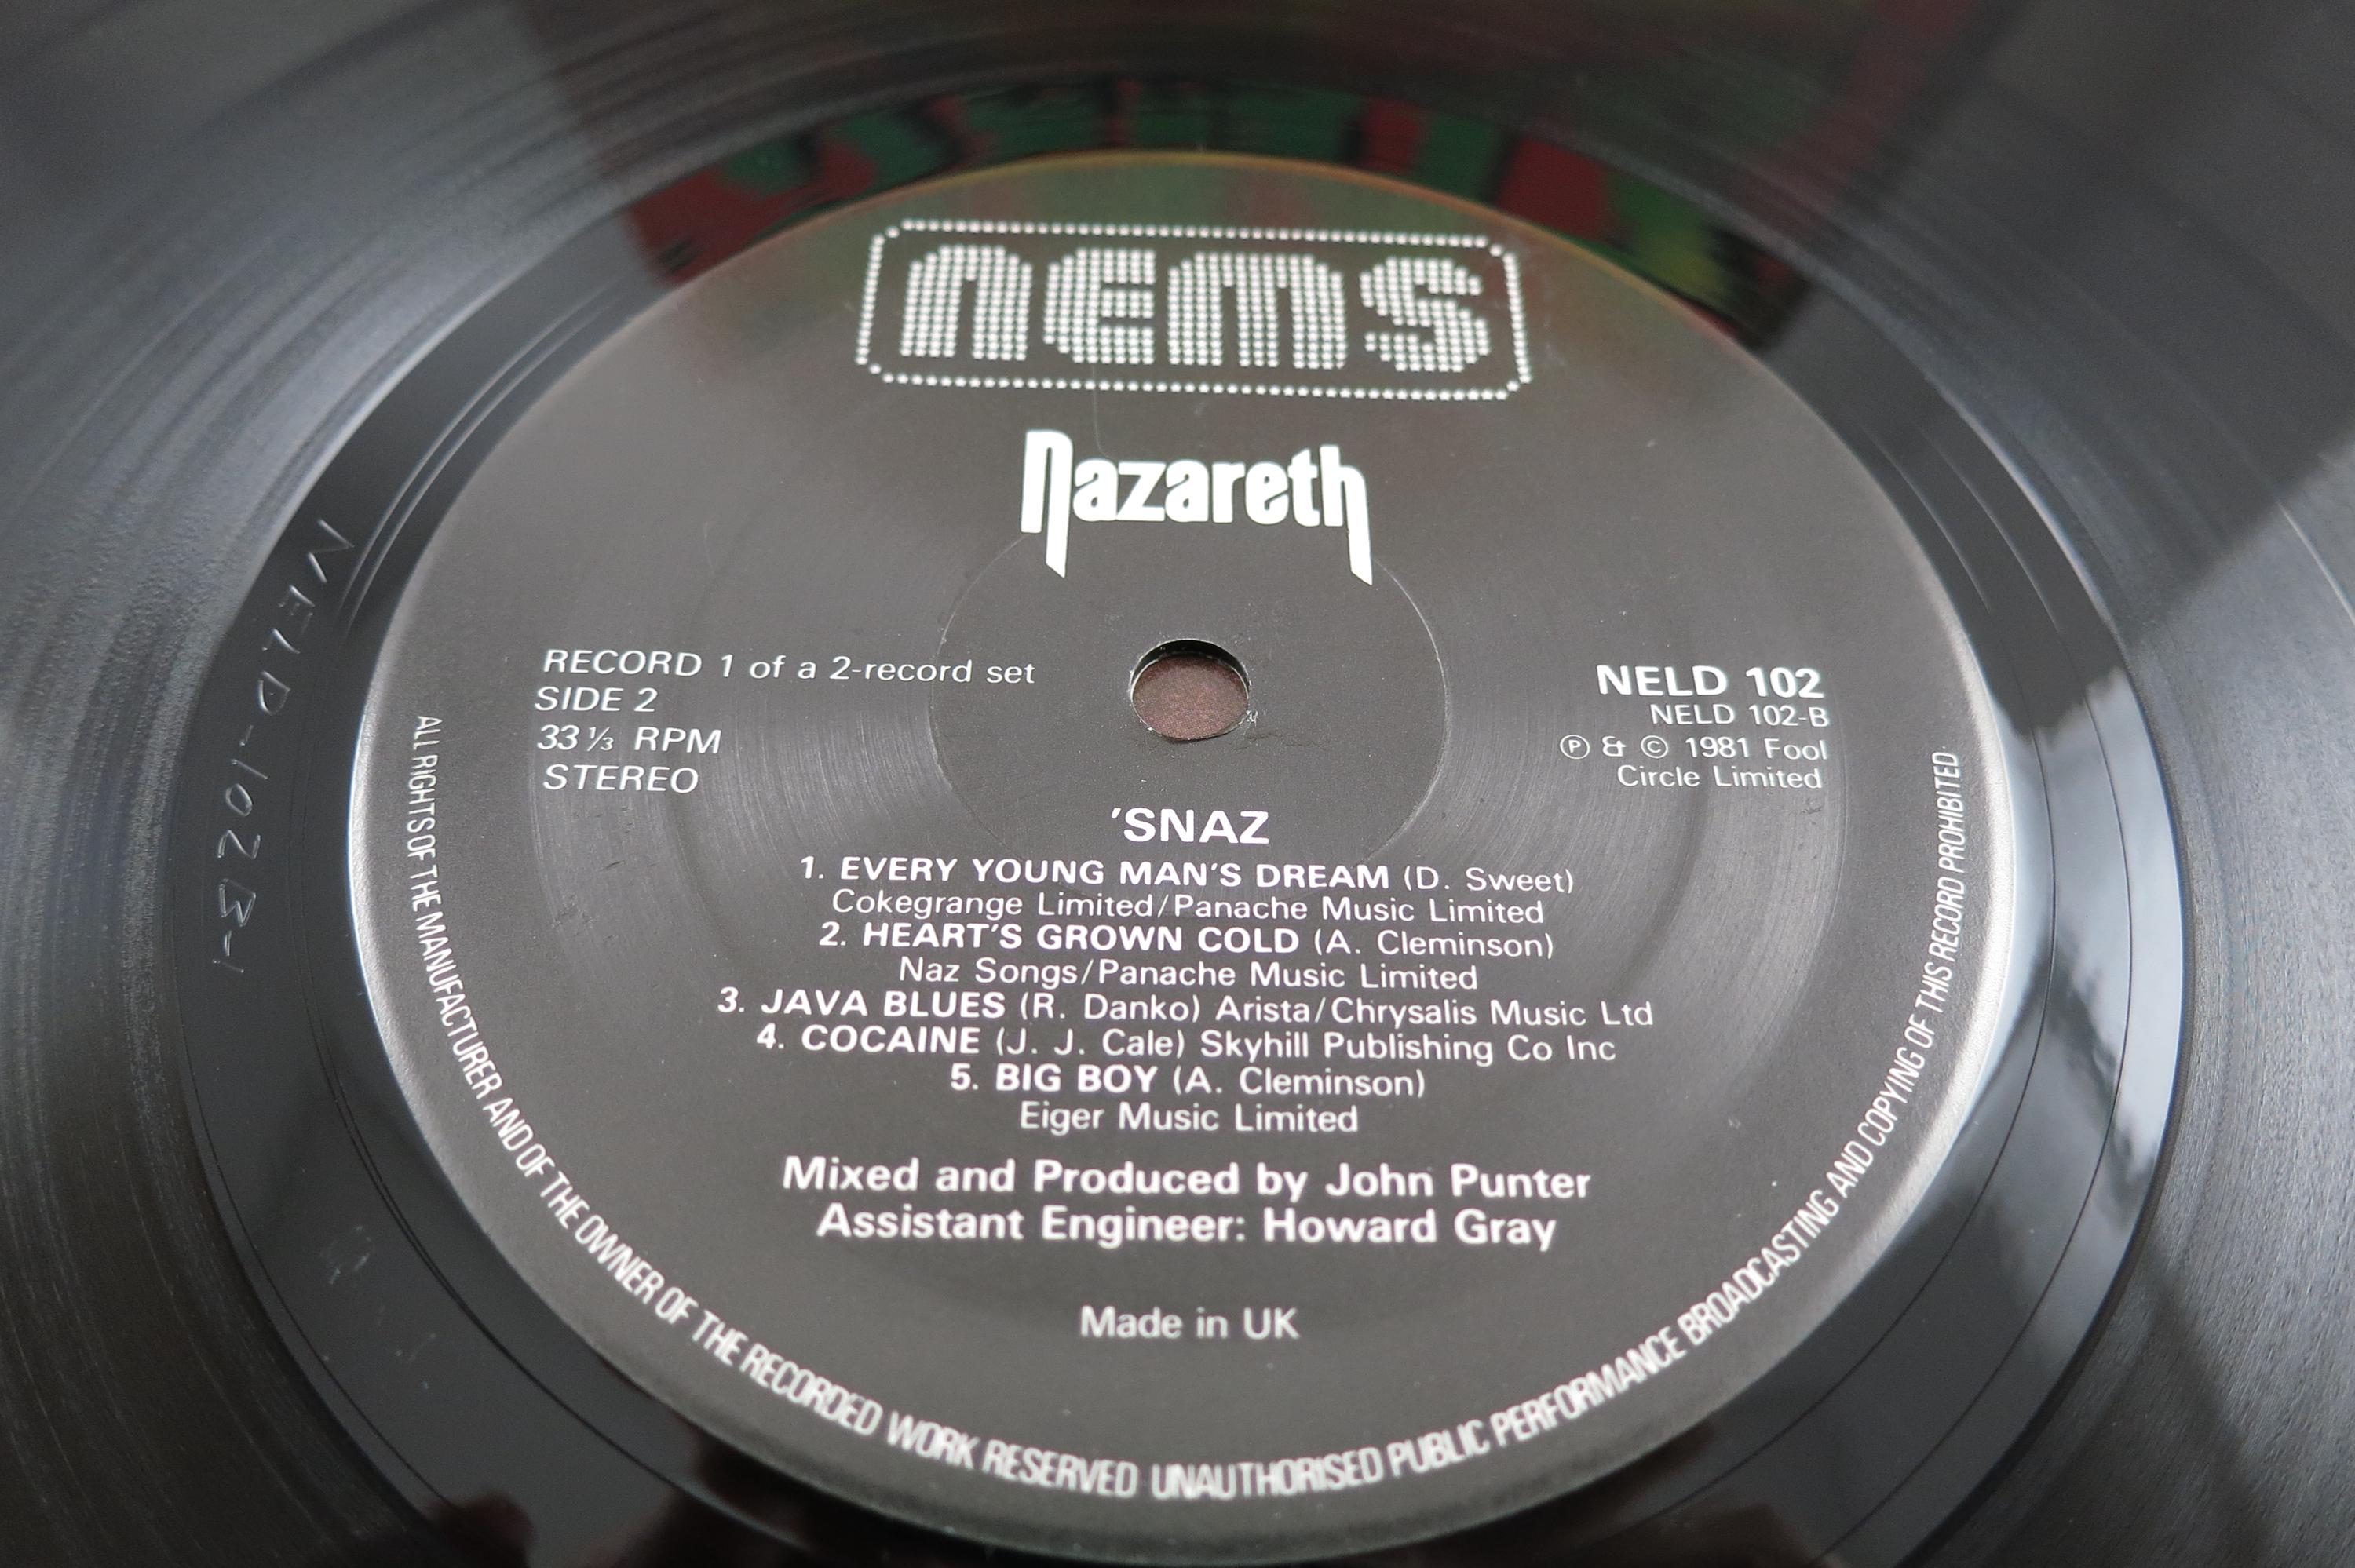 nems
Nazareth
RECORD 1 of a 2-record set
SIDE 2
33 ⅓ RPM
STEREO
NELD 102
NELD 102-B
Ⓟ & © 1981 Fool
Circle Limited
'SNAZ
1. EVERY YOUNG MAN'S DREAM (D. Sweet)
Cokegrange Limited/Panache Music Limited
2. HEART'S GROWN COLD (A. Cleminson)
Naz Songs/Panache Music Limited
3. JAVA BLUES (R. Danko) Arista/Chrysalis Music Ltd
4. COCAINE (J. J. Cale) Skyhill Publishing Co Inc
5. BIG BOY (A. Cleminson)
Eiger Music Limited
Mixed and Produced by John Punter
Assistant Engineer: Howard Gray
Made in UK
ALL RIGHTS OF THE MANUFACTURER AND OF THE OWNER OF THE RECORDED WORK RESERVED UNAUTHORISED PUBLIC PERFORMANCE BROADCASTING AND COPYING OF THIS RECORD PROHIBITED
NELD-102B-1